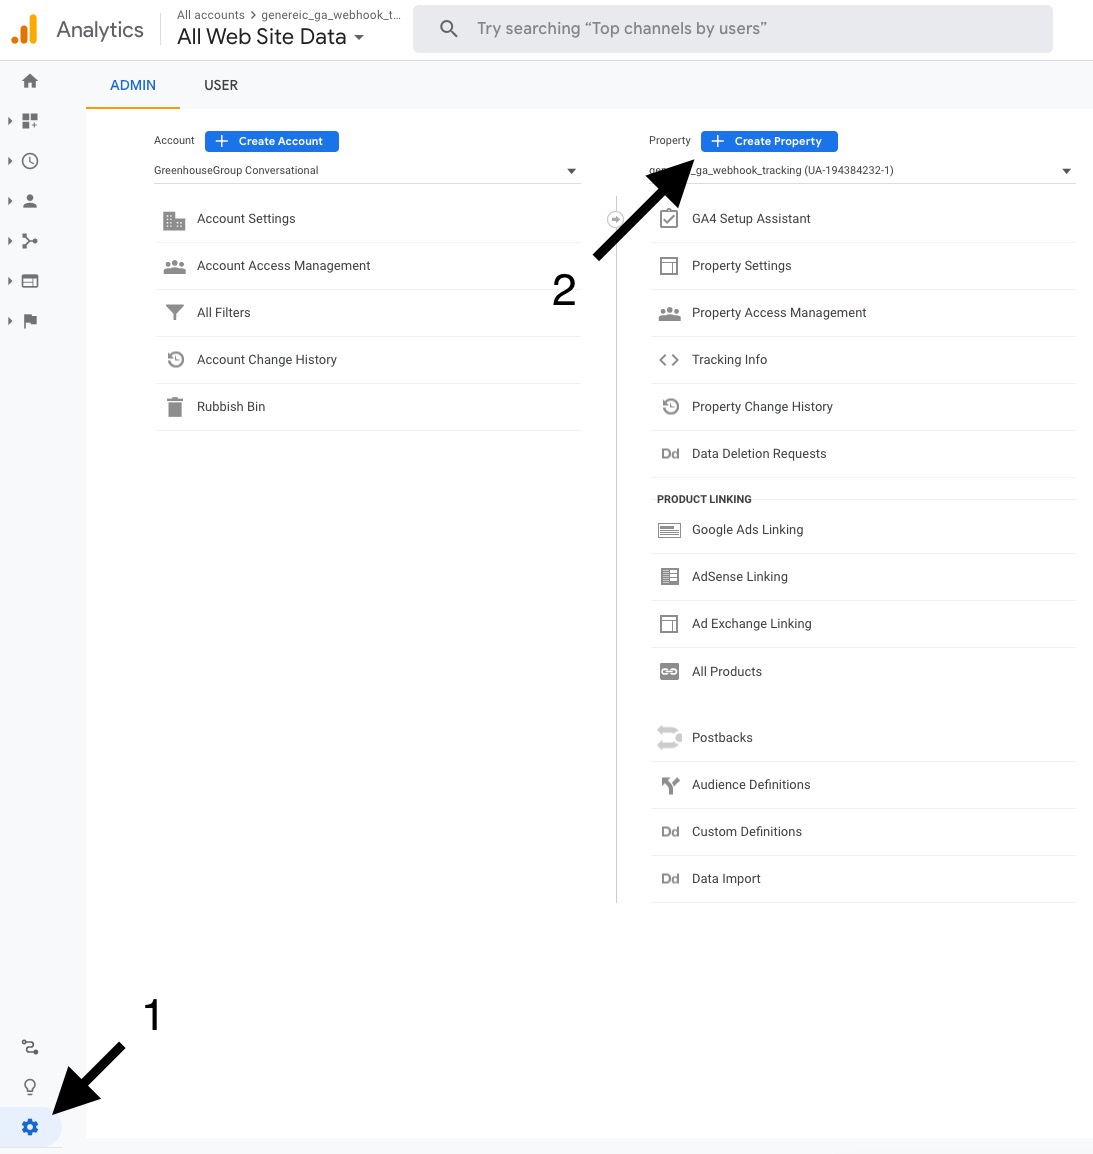 Analytics
All accounts > genereic_ga_webhook_t...
All Web Site Data
Try searching “Top channels by users”
ADMIN USER
Account + Create Account
GreenhouseGroup Conversational
Account Settings
Account Access Management
All Filters
Account Change History
Rubbish Bin
2
Property + Create Property
_ga_webhook_tracking (UA-194384232-1)
GA4 Setup Assistant
Property Settings
Property Access Management
Tracking Info
Property Change History
Dd Data Deletion Requests
PRODUCT LINKING
Google Ads Linking
AdSense Linking
Ad Exchange Linking
All Products
Postbacks
Audience Definitions
Dd Custom Definitions
Dd Data Import
1